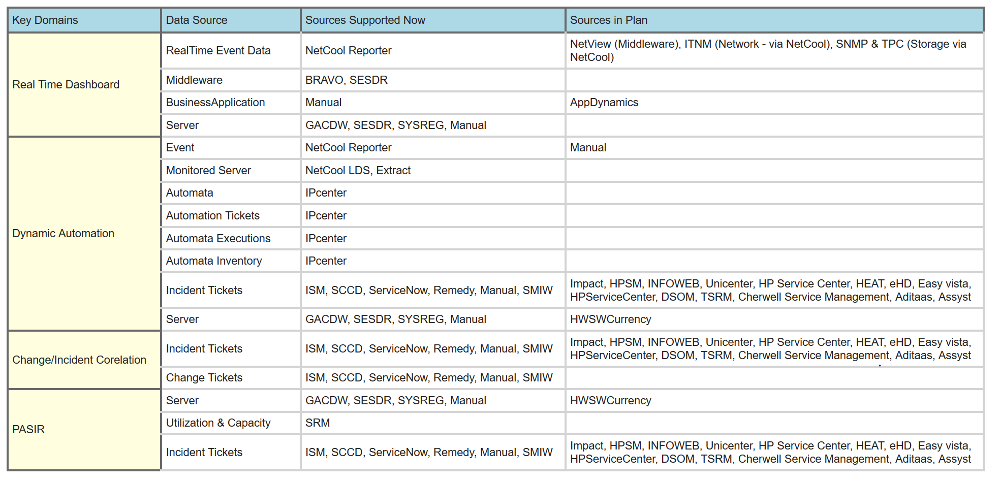 Key Domains Data Source Sources Supported Now Sources in Plan
Real Time Dashboard
RealTime Event Data NetCool Reporter NetView (Middleware), ITNM (Network - via NetCool), SNMP & TPC (Storage via
NetCool)
Middleware BRAVO, SESDR
BusinessApplication Manual AppDynamics
Server GACDW, SESDR, SYSREG, Manual
Dynamic Automation
Event NetCool Reporter Manual
Monitored Server NetCool LDS, Extract
Automata IPcenter
Automation Tickets IPcenter
Automata Executions IPcenter
Automata Inventory IPcenter
Incident Tickets ISM, SCCD, ServiceNow, Remedy, Manual, SMIW Impact, HPSM, INFOWEB, Unicenter, HP Service Center, HEAT, eHD, Easy vista,
HPServiceCenter, DSOM, TSRM, Cherwell Service Management, Aditaas, Assyst
Server GACDW, SESDR, SYSREG, Manual HWSWCurrency
Change/Incident Corelation
Incident Tickets ISM, SCCD, ServiceNow, Remedy, Manual, SMIW Impact, HPSM, INFOWEB, Unicenter, HP Service Center, HEAT, eHD, Easy vista,
HPServiceCenter, DSOM, TSRM, Cherwell Service Management, Aditaas, Assyst
Change Tickets ISM, SCCD, ServiceNow, Remedy, Manual, SMIW
PASIR
Server GACDW, SESDR, SYSREG, Manual HWSWCurrency
Utilization & Capacity SRM
Incident Tickets ISM, SCCD, ServiceNow, Remedy, Manual, SMIW Impact, HPSM, INFOWEB, Unicenter, HP Service Center, HEAT, eHD, Easy vista,
HPServiceCenter, DSOM, TSRM, Cherwell Service Management, Aditaas, Assyst